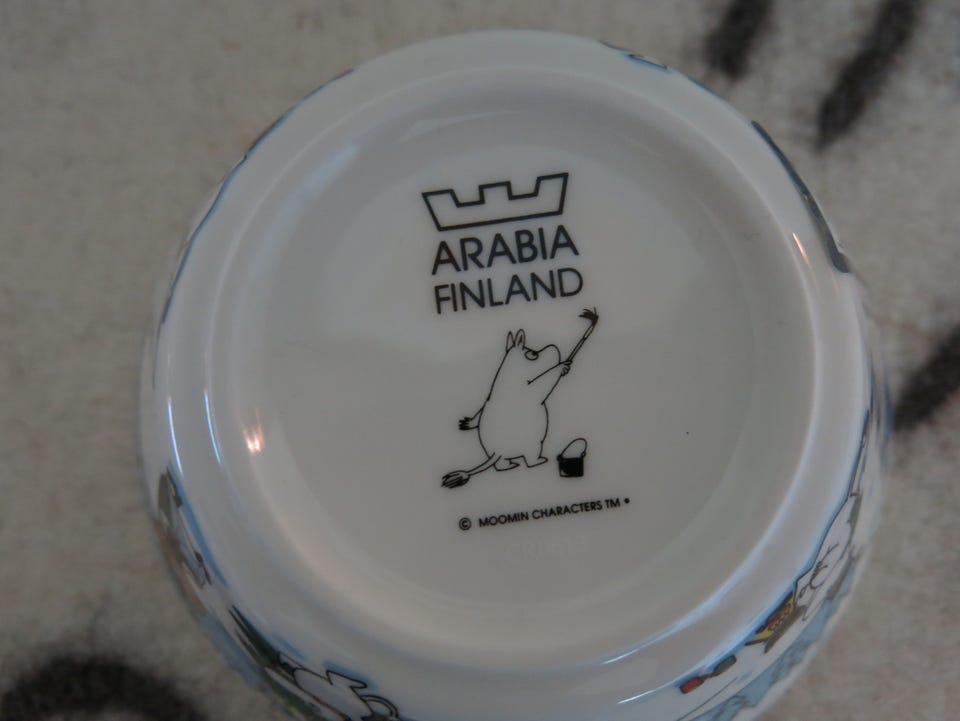 ARABIA
FINLAND
© MOOMIN CHARACTERS TM